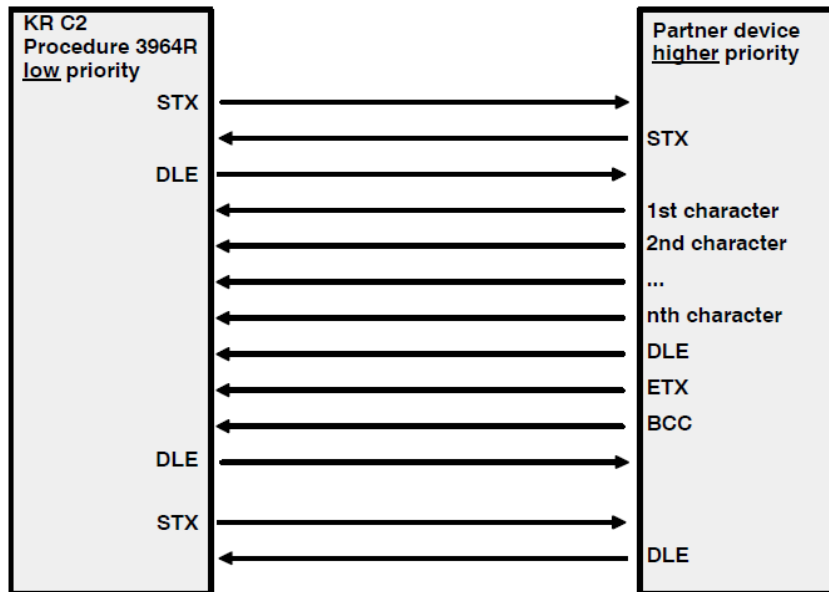 KR C2
Procedure 3964R
low priority
Partner device
higher priority
STX
STX
DLE
1st character
2nd character
...
nth character
DLE
ETX
BCC
DLE
STX
DLE